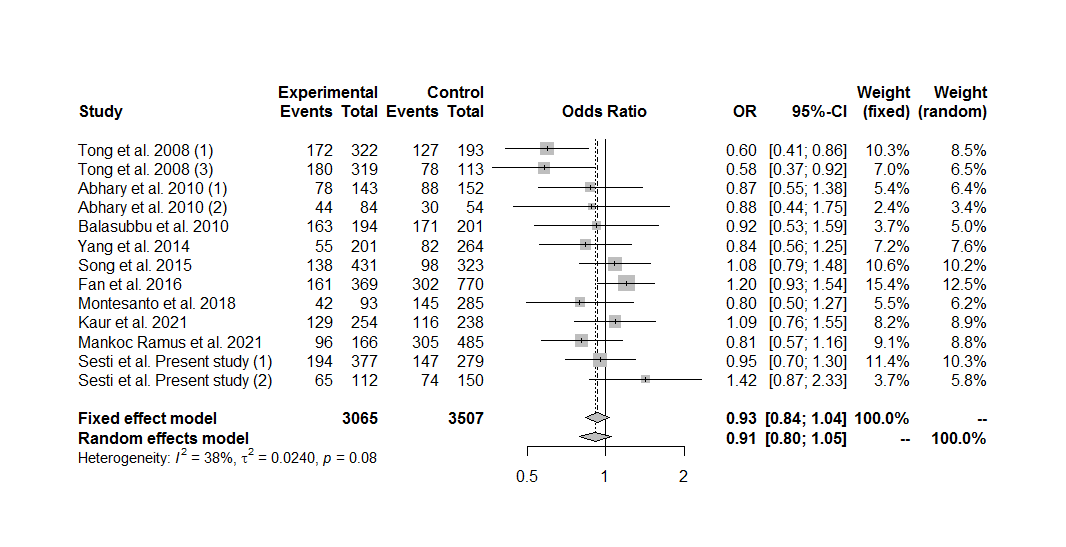 Experimental Control Weight Weight
Study Events Total Events Total Odds Ratio OR 95%-CI (fixed) (random)
Tong et al. 2008 (1) 172 322 127 193 0.60 [0.41; 0.86] 10.3% 8.5%
Tong et al. 2008 (3) 180 319 78 113 0.58 [0.37; 0.92] 7.0% 6.5%
Abhary et al. 2010 (1) 78 143 88 152 0.87 [0.55; 1.38] 5.4% 6.4%
Abhary et al. 2010 (2) 44 84 30 54 0.88 [0.44; 1.75] 2.4% 3.4%
Balasubbu et al. 2010 163 194 171 201 0.92 [0.53; 1.59] 3.7% 5.0%
Yang et al. 2014 55 201 82 264 0.84 [0.56; 1.25] 7.2% 7.6%
Song et al. 2015 138 431 98 323 1.08 [0.79; 1.48] 10.6% 10.2%
Fan et al. 2016 161 369 302 770 1.20 [0.93; 1.54] 15.4% 12.5%
Montesanto et al. 2018 42 93 145 285 0.80 [0.50; 1.27] 5.5% 6.2%
Kaur et al. 2021 129 254 116 238 1.09 [0.76; 1.55] 8.2% 8.9%
Mankoc Ramus et al. 2021 96 166 305 485 0.81 [0.57; 1.16] 9.1% 8.8%
Sesti et al. Present study (1) 194 377 147 279 0.95 [0.70; 1.30] 11.4% 10.3%
Sesti et al. Present study (2) 65 112 74 150 1.42 [0.87; 2.33] 3.7% 5.8%
Fixed effect model 3065 3507 0.93 [0.84; 1.04] 100.0% --
Random effects model 0.91 [0.80; 1.05] -- 100.0%
Heterogeneity: I² = 38%, τ² = 0.0240, p = 0.08
0.5 1 2